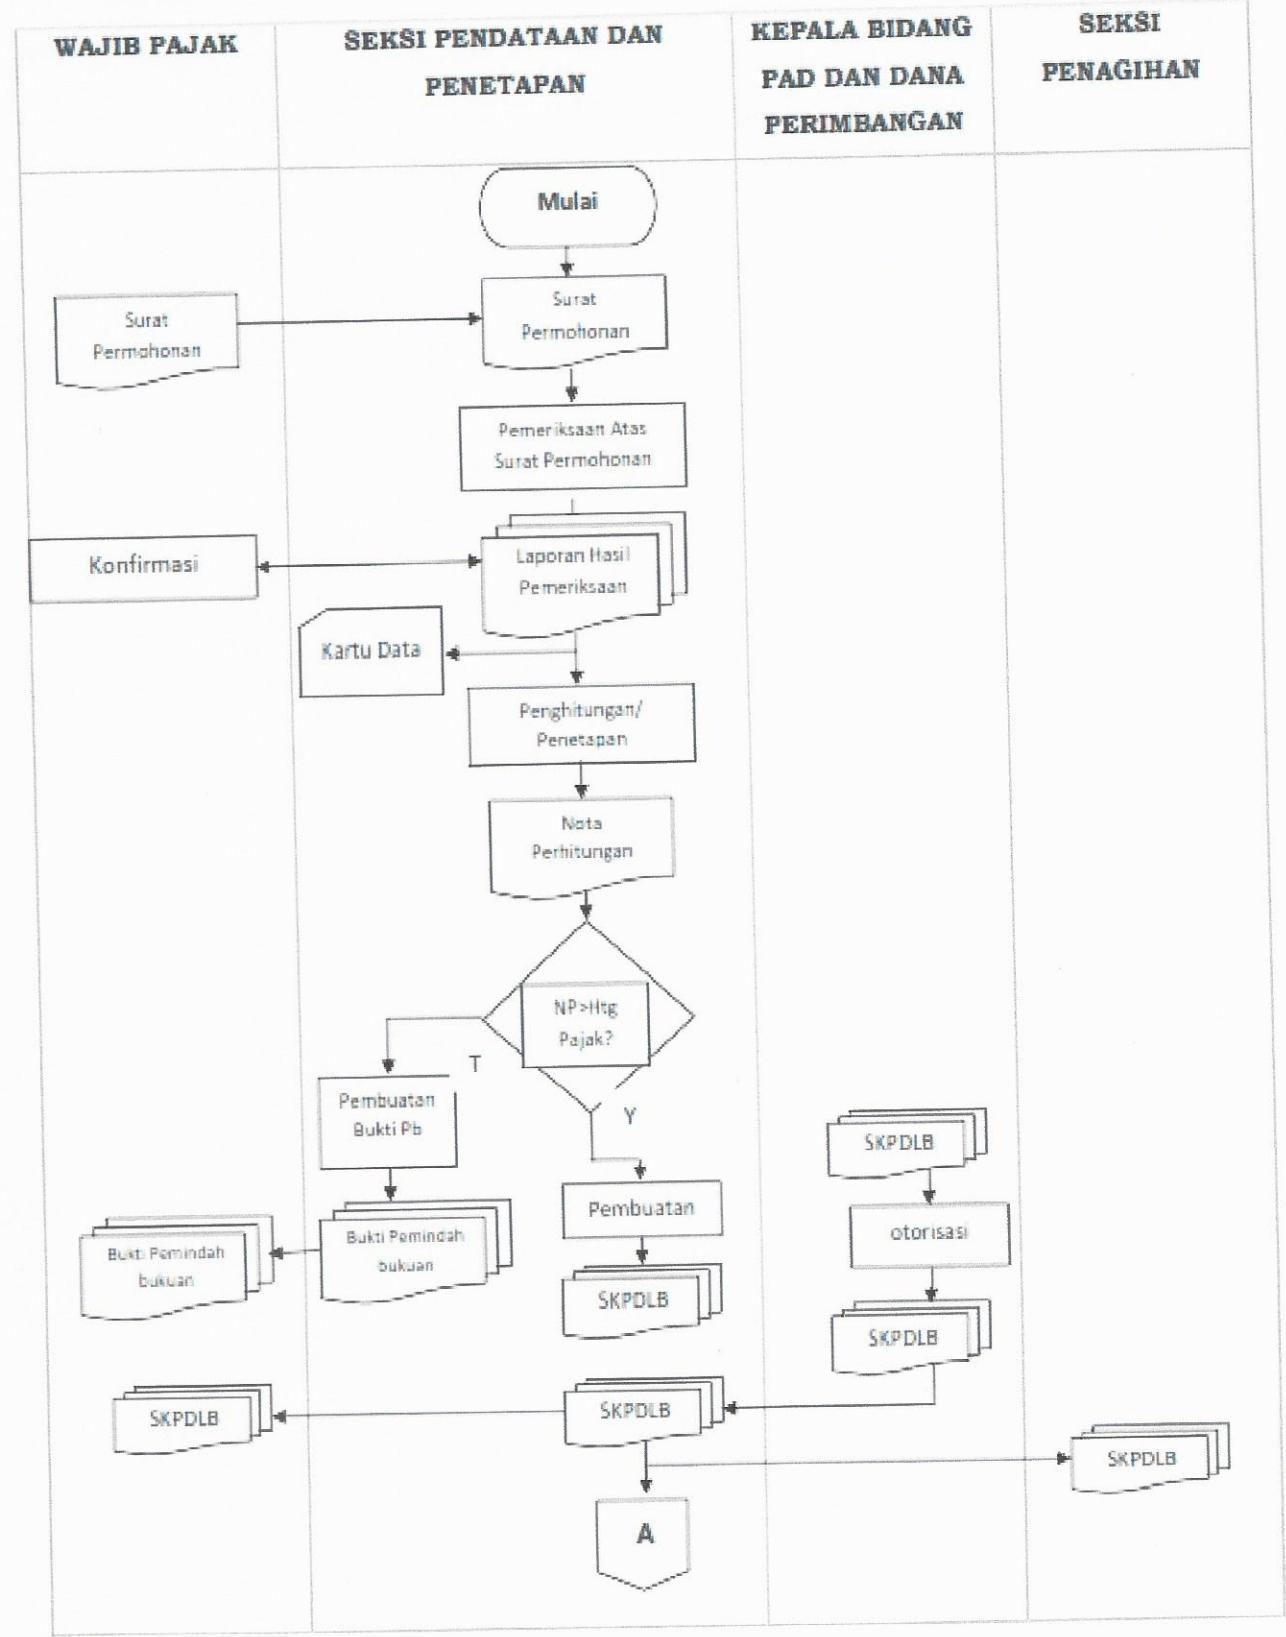 WAJIB PAJAK
SEKSI PENDATAAN DAN
PENETAPAN
KEPALA BIDANG
PAD DAN DANA
PERIMBANGAN
SEKSI
PENAGIHAN
Mulai
Surat
Permohonan
Surat
Permohonan
Pemeriksaan Atas
Surat Permohonan
Konfirmasi
Laporan Hasil
Pemeriksaan
Kartu Data
Penghitungan/
Penetapan
Nota
Perhitungan
NP>Htg
Pajak?
T
Y
Pembuatan
Bukti Pb
SKPDLB
Pembuatan
otorisasi
Bukti Pemindah
bukuan
Bukti Pemindah
bukuan
SKPDLB
SKPDLB
SKPDLB
SKPDLB
SKPDLB
A